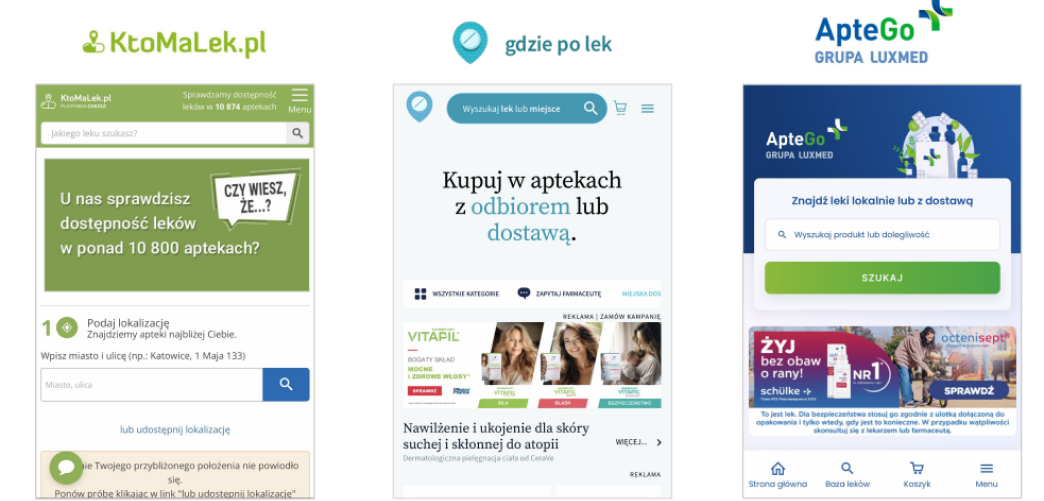 KtoMaLek.pl
KtoMaLek.pl
PLATFORMA
Sprawdzamy dostępność
leków w 10 874 aptekach
Menu
Jakiego leku szukasz?
U nas sprawdzisz
dostępność leków
w ponad 10 800 aptekach?
CZY WIESZ,
ŻE...?
1
Podaj lokalizację
Znajdziemy apteki najbliżej Ciebie.
Wpisz miasto i ulicę (np.: Katowice, 1 Maja 133)
Miasto, ulica
lub udostępnij lokalizację
ie Twojego przybliżonego położenia nie powiodło
się.
Ponów próbę klikając w link "lub udostępnij lokalizację"
gdzie po lek
Wyszukaj lek lub miejsce
Kupuj w aptekach
z odbiorem lub
dostawą.
WSZYSTKIE KATEGORIE
ZAPYTAJ FARMACEUTĘ
MIEJSKA DOS
REKLAMA | ZAMÓW KAMPANIĘ
VITAPIL
BOGATY SKŁAD
MOCNE
I ZDROWE WŁOSY*
SPRAWDŹ
VITAPIL
SIŁA
VITAPIL
BLASK
VITAPIL
BEZPIECZEŃSTWO
Nawilżenie i ukojenie dla skóry
suchej i skłonnej do atopii
Dermatologiczna pielęgnacja ciała od CeraVe
WIĘCEJ...
REKLAMA
ApteGo
GRUPA LUXMED
ApteGo
GRUPA LUXMED
Znajdź leki lokalnie lub z dostawą
Wyszukaj produkt lub dolegliwość
SZUKAJ
ŻYJ
bez obaw
o rany!
schülke
NR 1
octenisept®
SPRAWDŹ
To jest lek. Dla bezpieczeństwa stosuj go zgodnie z ulotką dołączoną do
opakowania i tylko wtedy, gdy jest to konieczne. W przypadku wątpliwości
skonsultuj się z lekarzem lub farmaceutą.
Strona główna
Baza leków
Koszyk
Menu